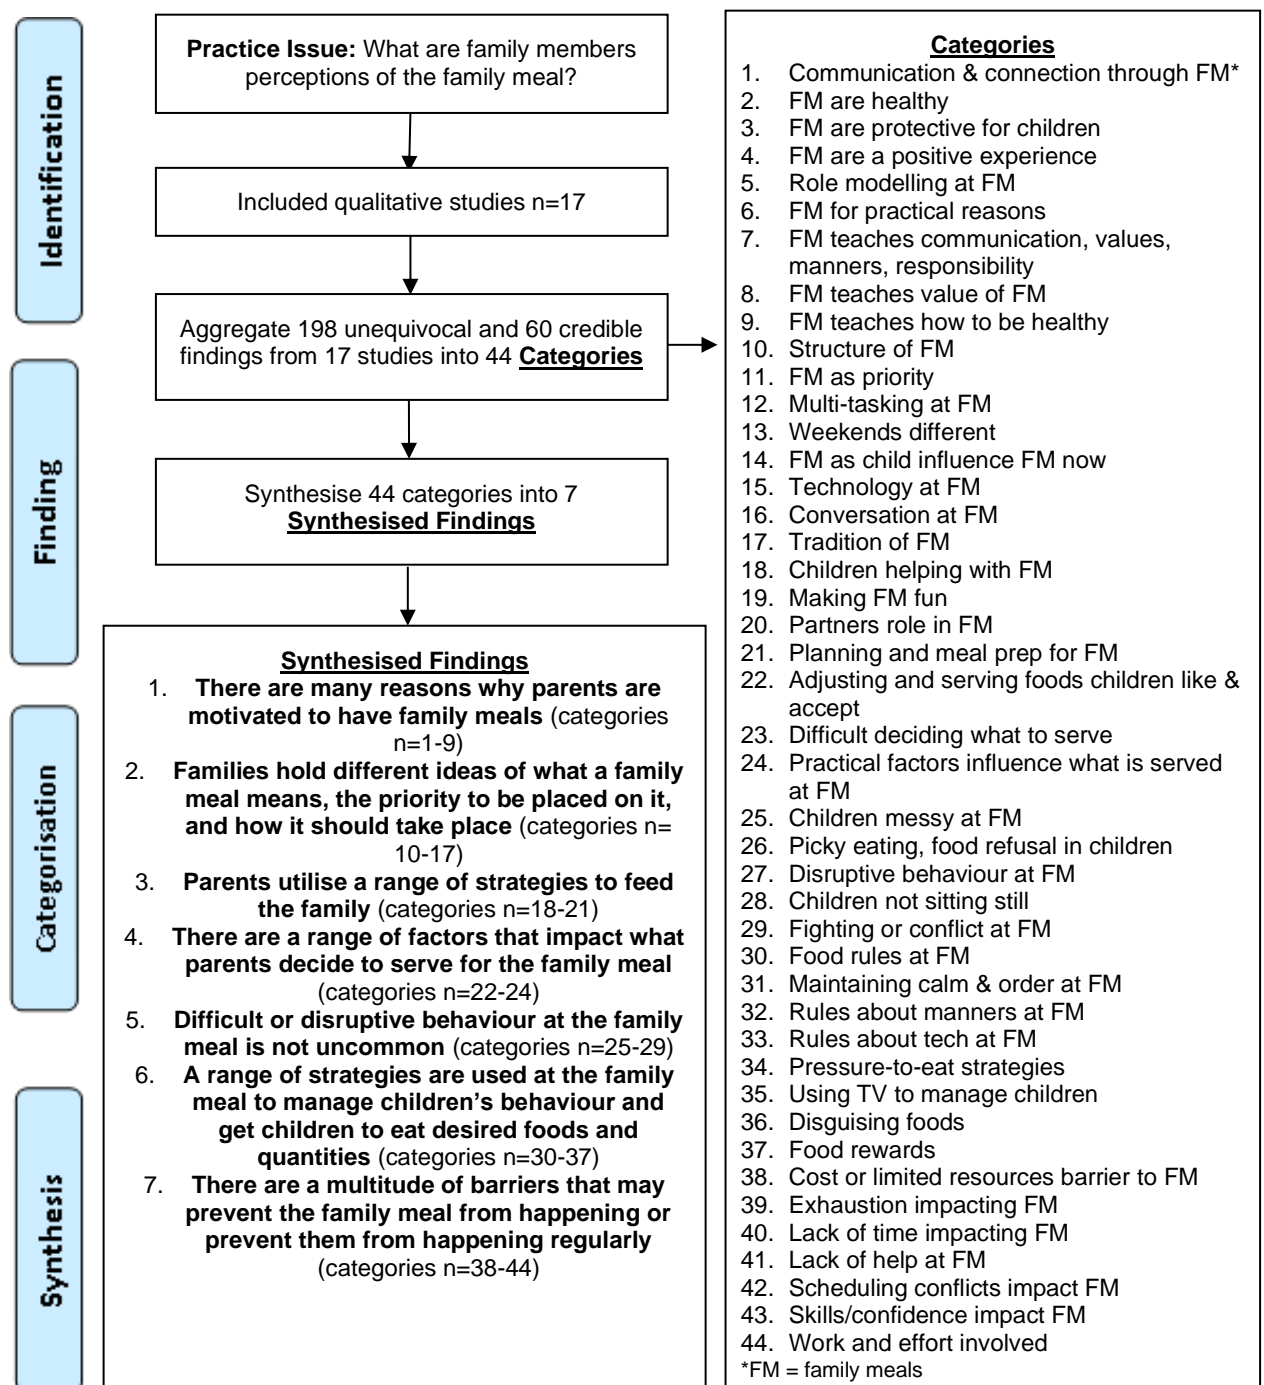 Identification
Finding
Categorisation
Synthesis
Practice Issue: What are family members
perceptions of the family meal?
Included qualitative studies n=17
Aggregate 198 unequivocal and 60 credible
findings from 17 studies into 44 Categories
Synthesise 44 categories into 7
Synthesised Findings
Synthesised Findings
1. There are many reasons why parents are
motivated to have family meals (categories
n=1-9)
2. Families hold different ideas of what a family
meal means, the priority to be placed on it,
and how it should take place (categories n=
10-17)
3. Parents utilise a range of strategies to feed
the family (categories n=18-21)
4. There are a range of factors that impact what
parents decide to serve for the family meal
(categories n=22-24)
5. Difficult or disruptive behaviour at the family
meal is not uncommon (categories n=25-29)
6. A range of strategies are used at the family
meal to manage children’s behaviour and
get children to eat desired foods and
quantities (categories n=30-37)
7. There are a multitude of barriers that may
prevent the family meal from happening or
prevent them from happening regularly
(categories n=38-44)
Categories
1. Communication & connection through FM*
2. FM are healthy
3. FM are protective for children
4. FM are a positive experience
5. Role modelling at FM
6. FM for practical reasons
7. FM teaches communication, values,
manners, responsibility
8. FM teaches value of FM
9. FM teaches how to be healthy
10. Structure of FM
11. FM as priority
12. Multi-tasking at FM
13. Weekends different
14. FM as child influence FM now
15. Technology at FM
16. Conversation at FM
17. Tradition of FM
18. Children helping with FM
19. Making FM fun
20. Partners role in FM
21. Planning and meal prep for FM
22. Adjusting and serving foods children like &
accept
23. Difficult deciding what to serve
24. Practical factors influence what is served
at FM
25. Children messy at FM
26. Picky eating, food refusal in children
27. Disruptive behaviour at FM
28. Children not sitting still
29. Fighting or conflict at FM
30. Food rules at FM
31. Maintaining calm & order at FM
32. Rules about manners at FM
33. Rules about tech at FM
34. Pressure-to-eat strategies
35. Using TV to manage children
36. Disguising foods
37. Food rewards
38. Cost or limited resources barrier to FM
39. Exhaustion impacting FM
40. Lack of time impacting FM
41. Lack of help at FM
42. Scheduling conflicts impact FM
43. Skills/confidence impact FM
44. Work and effort involved
*FM = family meals